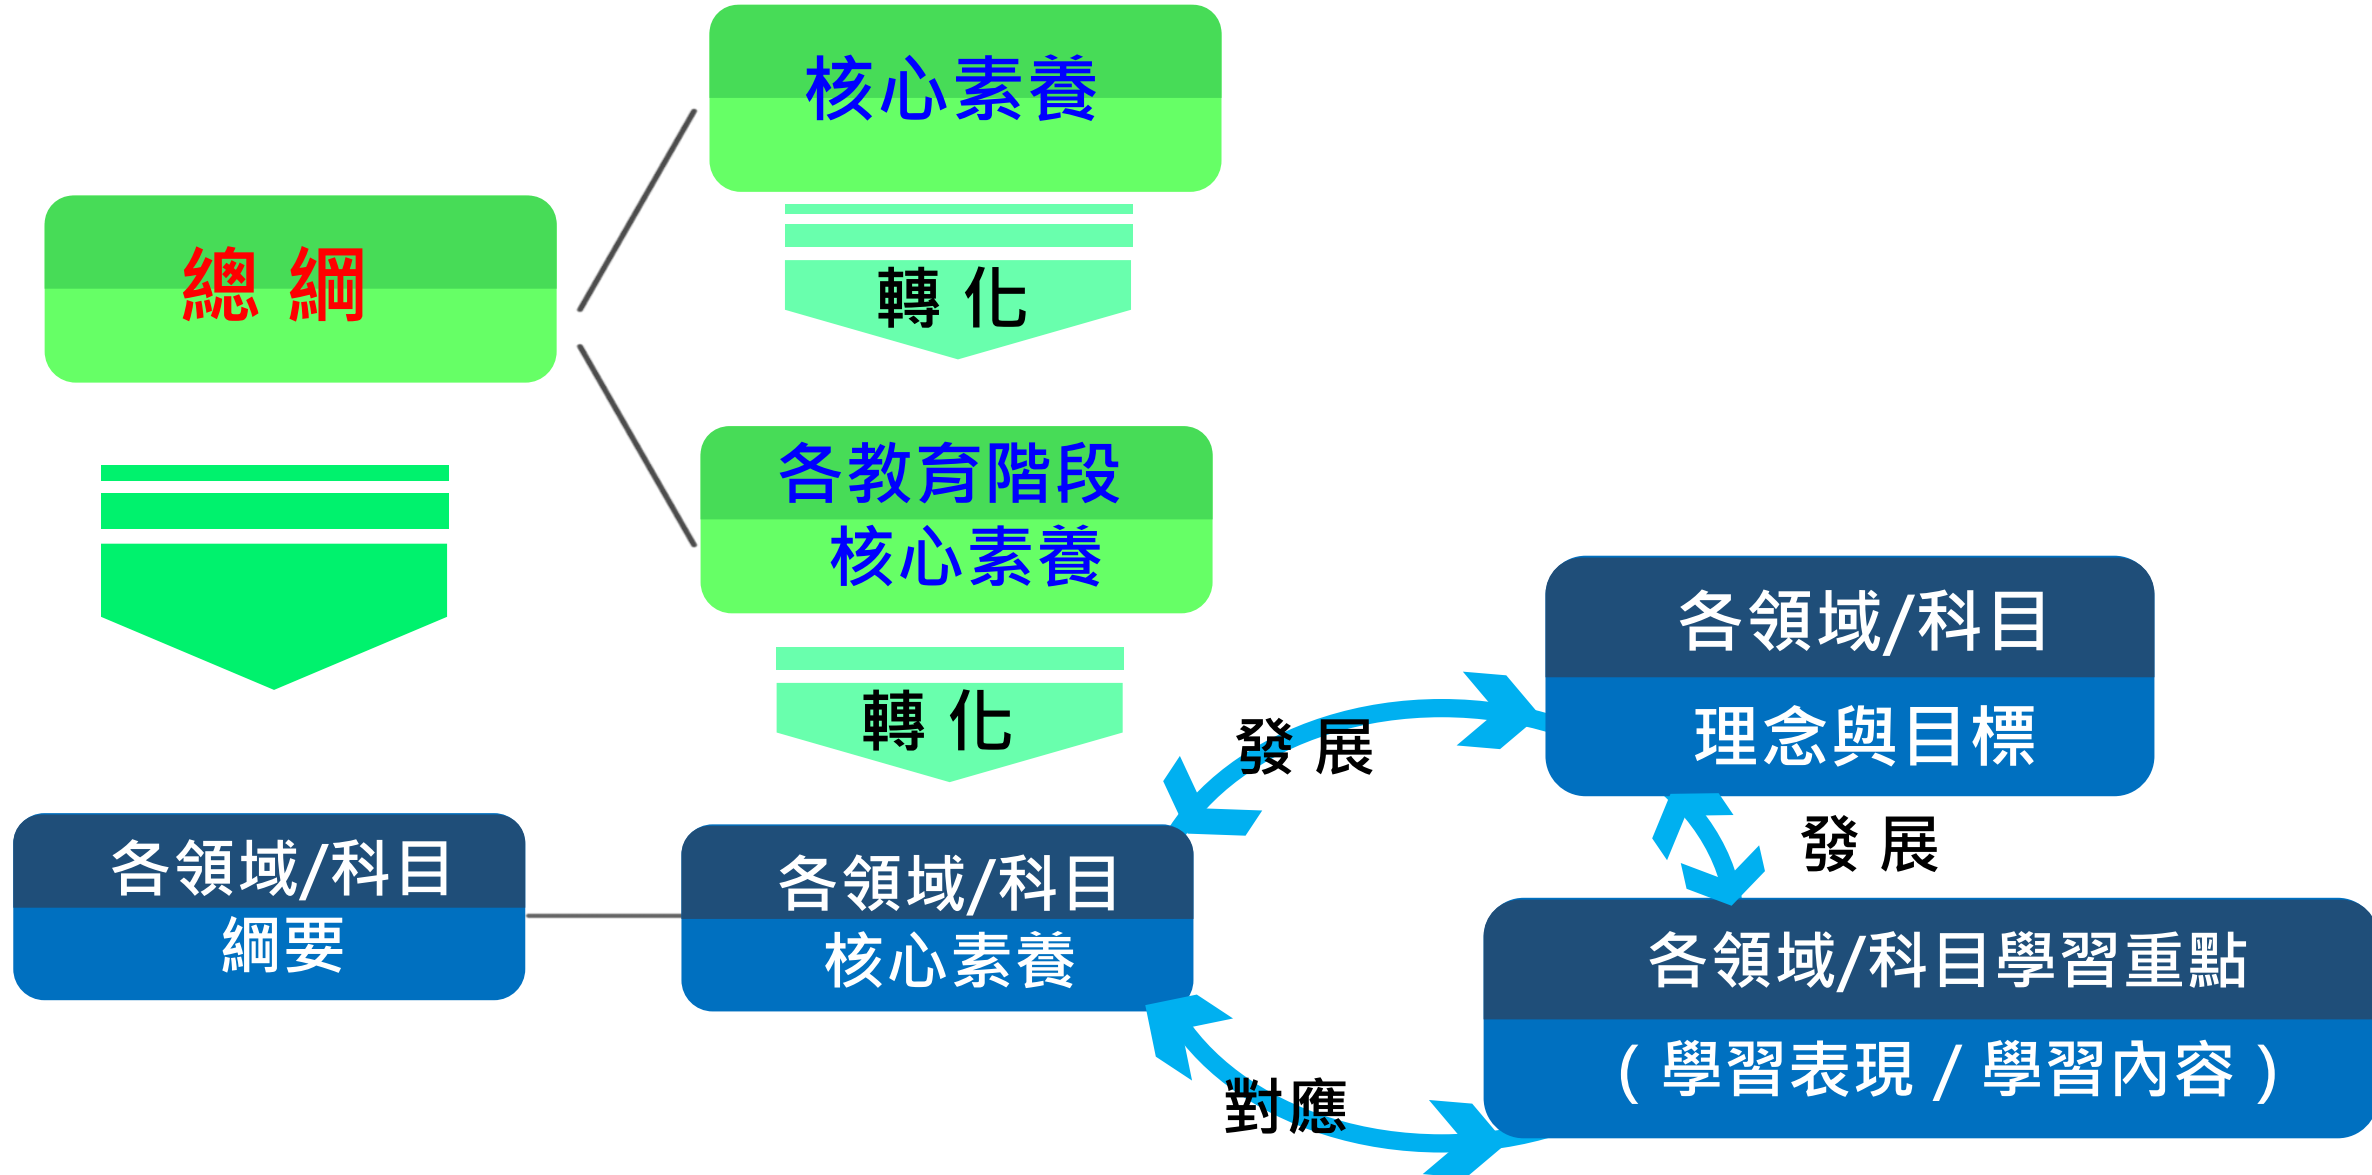 核心素養
總綱
轉化
各教育階段
核心素養
轉化
各領域/科目
理念與目標
發展
發展
各領域/科目
綱要
各領域/科目
核心素養
各領域/科目學習重點
(學習表現/學習內容)
對應